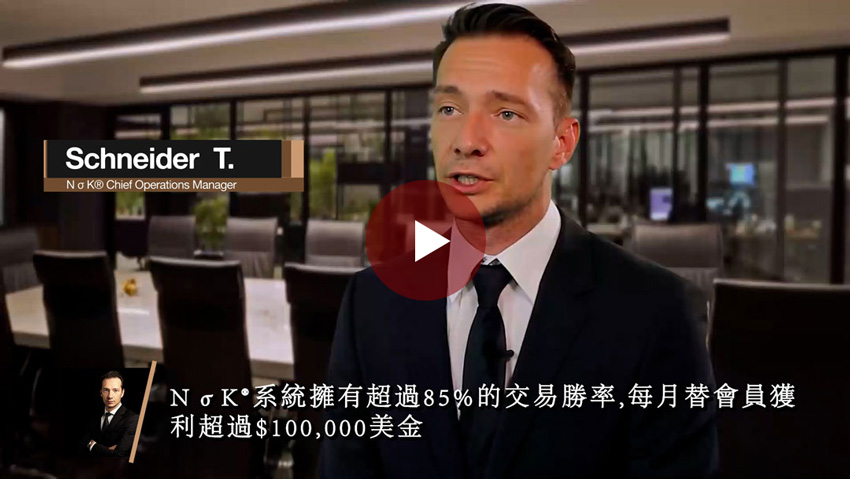 Schneider T.
N σ K® Chief Operations Manager
N σ K®系統擁有超過85%的交易勝率,每月替會員獲
利超過$100,000美金